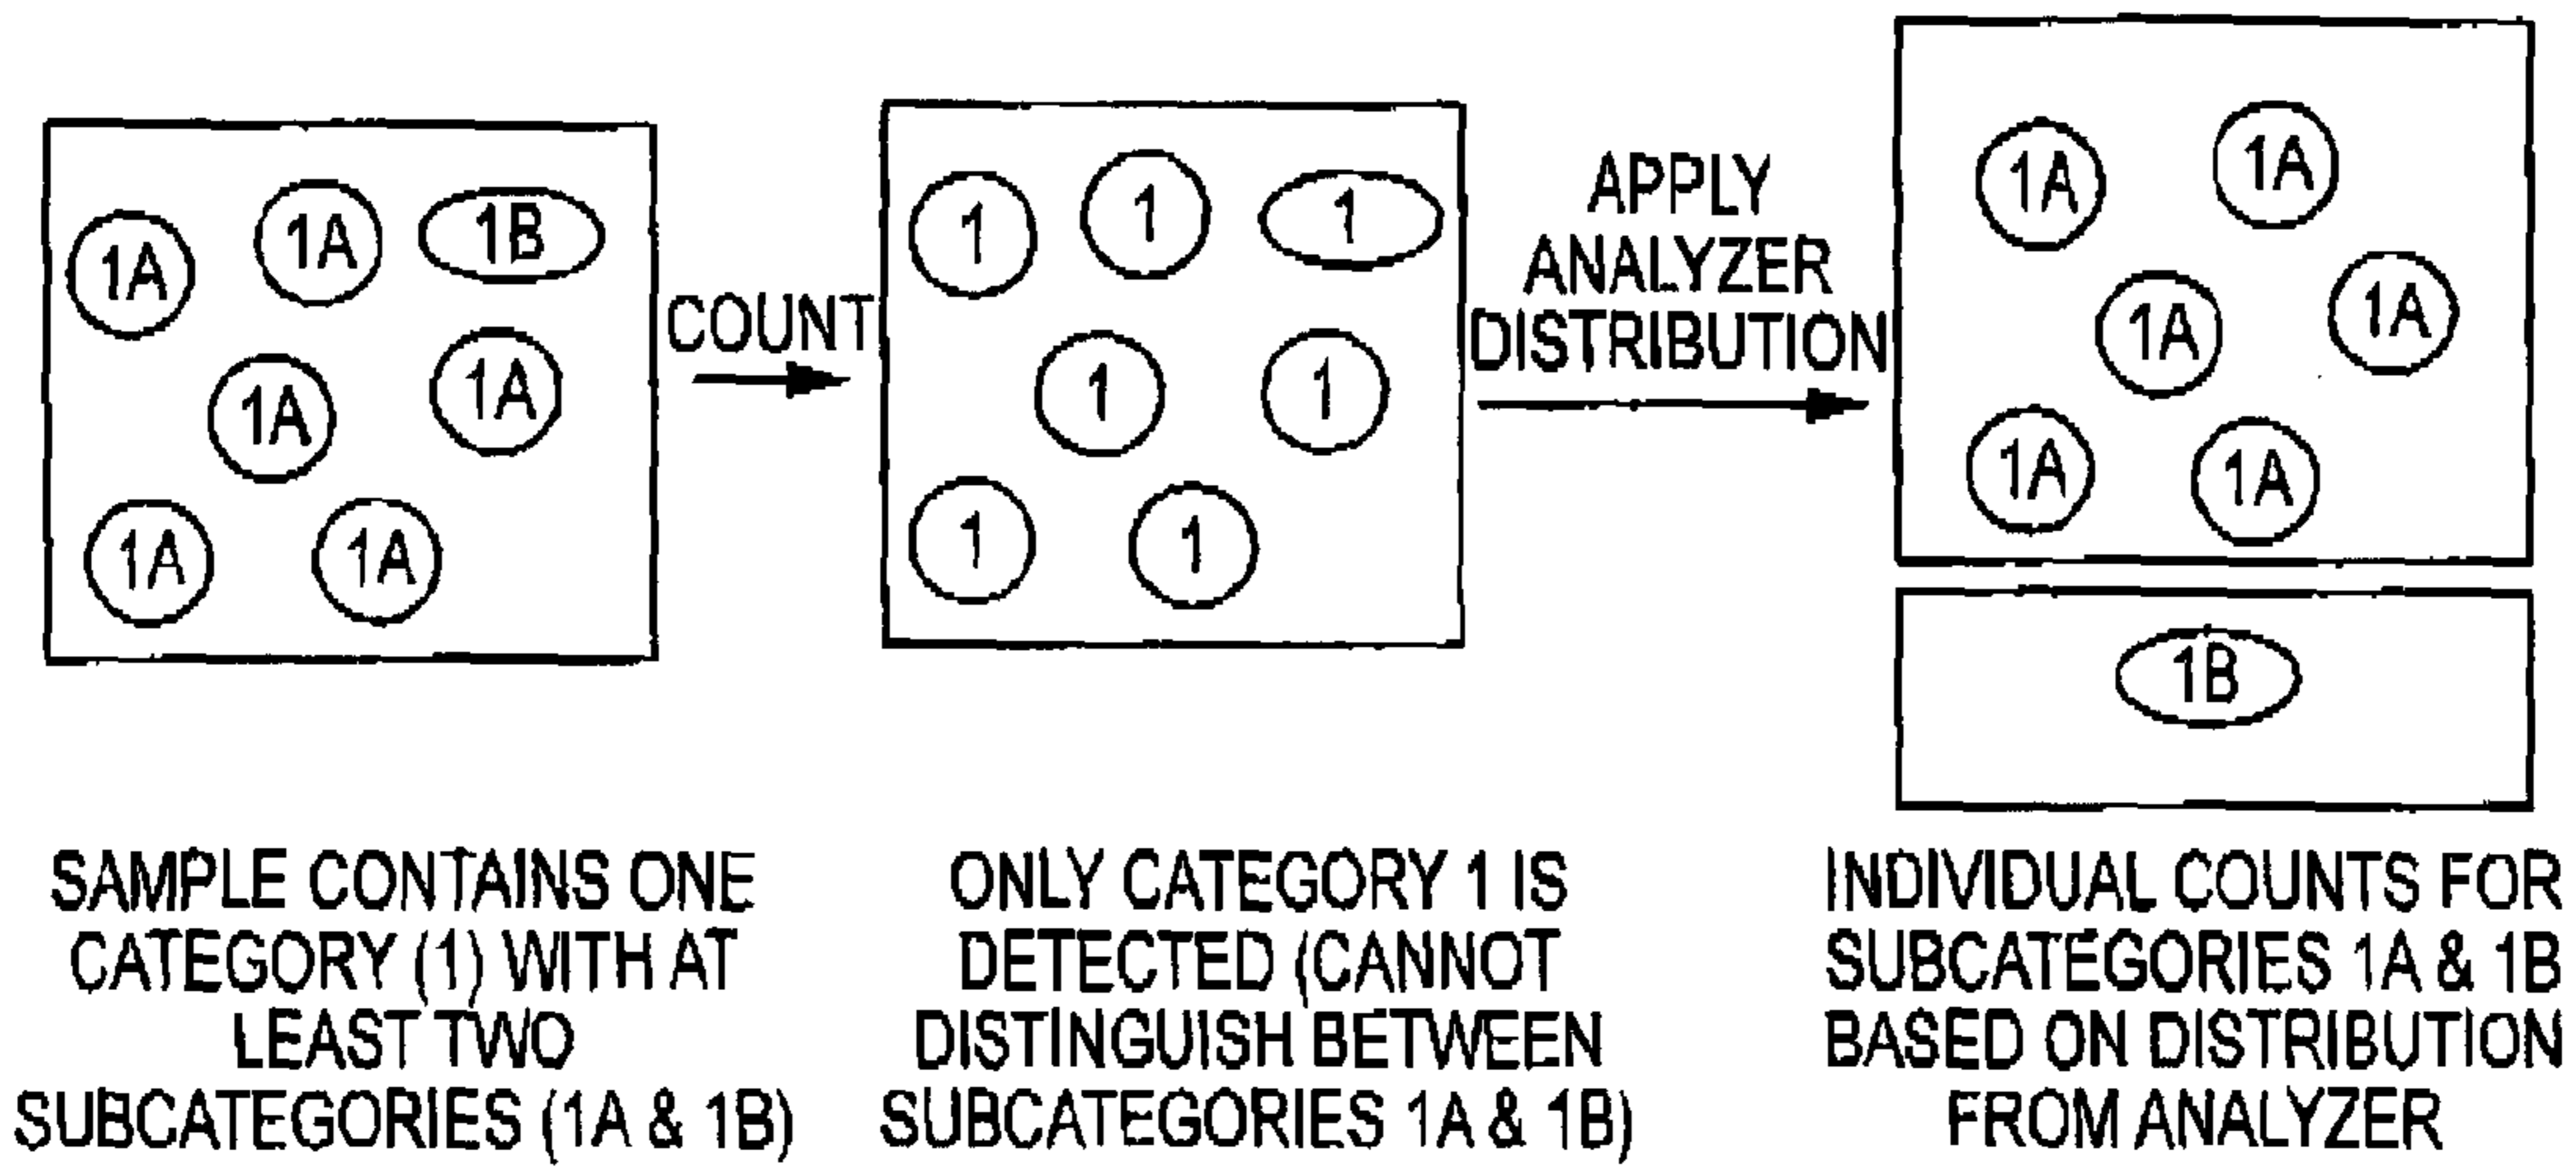 1A
1A
1B
1A
1A
1A
1A
COUNT
1
1
1
1
1
1
1
APPLY
ANALYZER
DISTRIBUTION
1A
1A
1A
1A
1A
1A
1B
SAMPLE CONTAINS ONE
CATEGORY (1) WITH AT
LEAST TWO
SUBCATEGORIES (1A & 1B)
ONLY CATEGORY 1 IS
DETECTED (CANNOT
DISTINGUISH BETWEEN
SUBCATEGORIES 1A & 1B)
INDIVIDUAL COUNTS FOR
SUBCATEGORIES 1A & 1B
BASED ON DISTRIBUTION
FROM ANALYZER